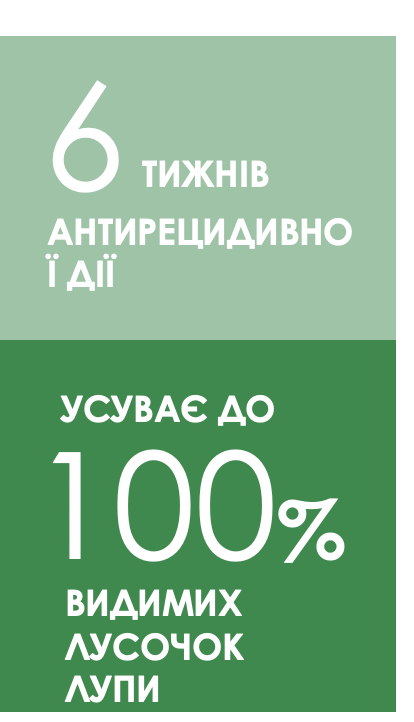 6 ТИЖНІВ
АНТИРЕЦИДИВНО
Ї ДІЇ
УСУВАЄ ДО
100%
ВИДИМИХ
ЛУСОЧОК
ЛУПИ